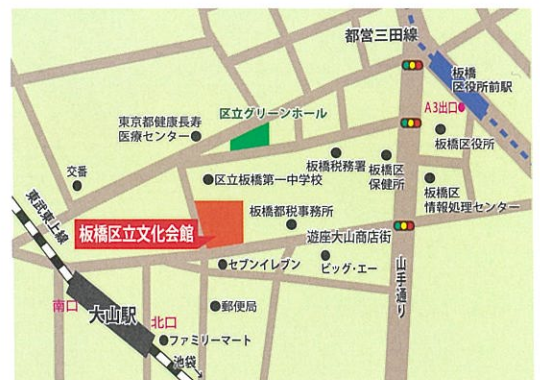 都営三田線
板橋
区役所前駅
A3出口
区立グリーンホール
東京都健康長寿
医療センター
板橋区役所
板橋税務署
板橋区
保健所
交番
区立板橋第一中学校
板橋区
情報処理センター
東武東上線
板橋都税事務所
板橋区立文化会館
遊座大山商店街
セブンイレブン
ビッグ・エー
山手通り
南口
大山駅
北口
郵便局
ファミリーマート
池袋→